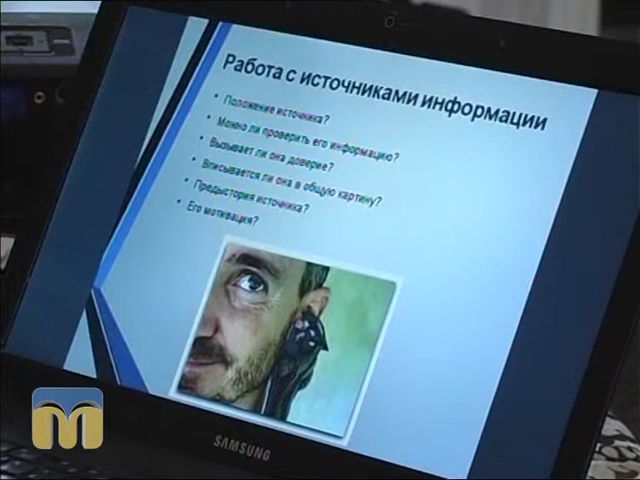 Работа с источниками информации
• Положение источника?
• Можно ли проверить его информацию?
• Вызывает ли она доверие?
• Вписывается ли она в общую картину?
• Предыстория источника?
• Его мотивация?
SAMSUNG
M